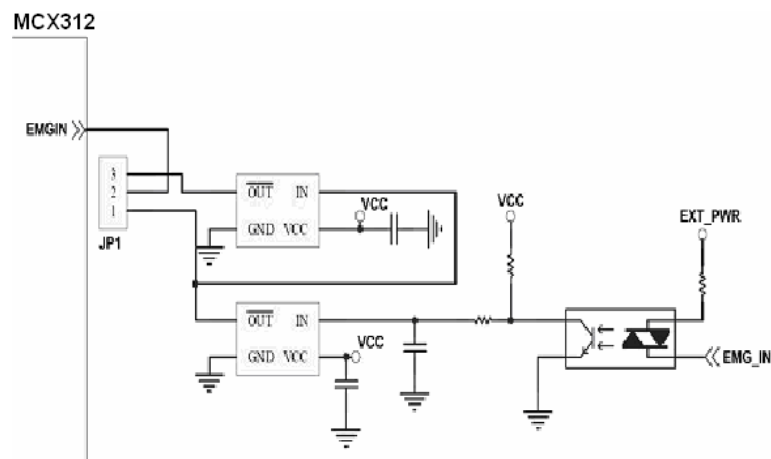 MCX312
EMGIN
3
2
1
JP1
OUT IN
GND VCC
VCC
VCC
EXT_PWR
OUT IN
GND VCC
VCC
EMG_IN